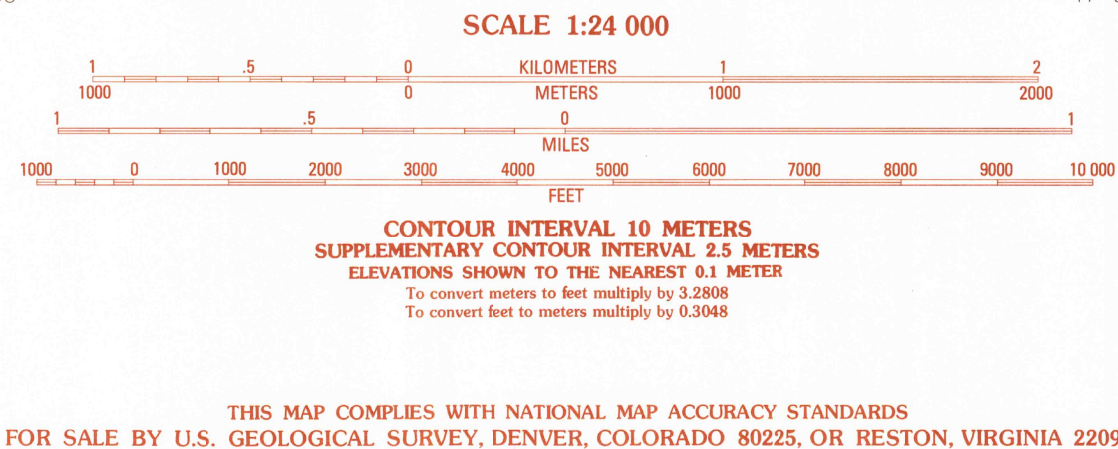 SCALE 1:24 000
1 .5 0 KILOMETERS 1 2
1000 0 METERS 1000 2000
1 .5 0 1
MILES
1000 0 1000 2000 3000 4000 5000 6000 7000 8000 9000 10 000
FEET
CONTOUR INTERVAL 10 METERS
SUPPLEMENTARY CONTOUR INTERVAL 2.5 METERS
ELEVATIONS SHOWN TO THE NEAREST 0.1 METER
To convert meters to feet multiply by 3.2808
To convert feet to meters multiply by 0.3048
THIS MAP COMPLIES WITH NATIONAL MAP ACCURACY STANDARDS
FOR SALE BY U.S. GEOLOGICAL SURVEY, DENVER, COLORADO 80225, OR RESTON, VIRGINIA 2209